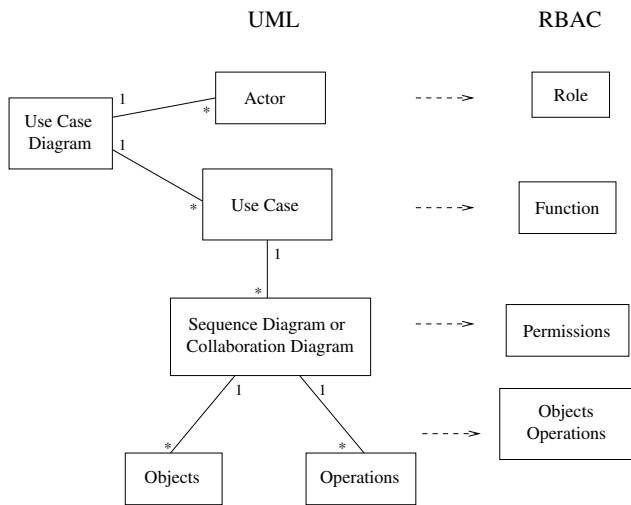 UML
RBAC
1
Actor
Role
*
Use Case
Diagram
1
*
Use Case
Function
1
*
Sequence Diagram or
Collaboration Diagram
Permissions
1
1
Objects
Operations
*
*
Objects
Operations